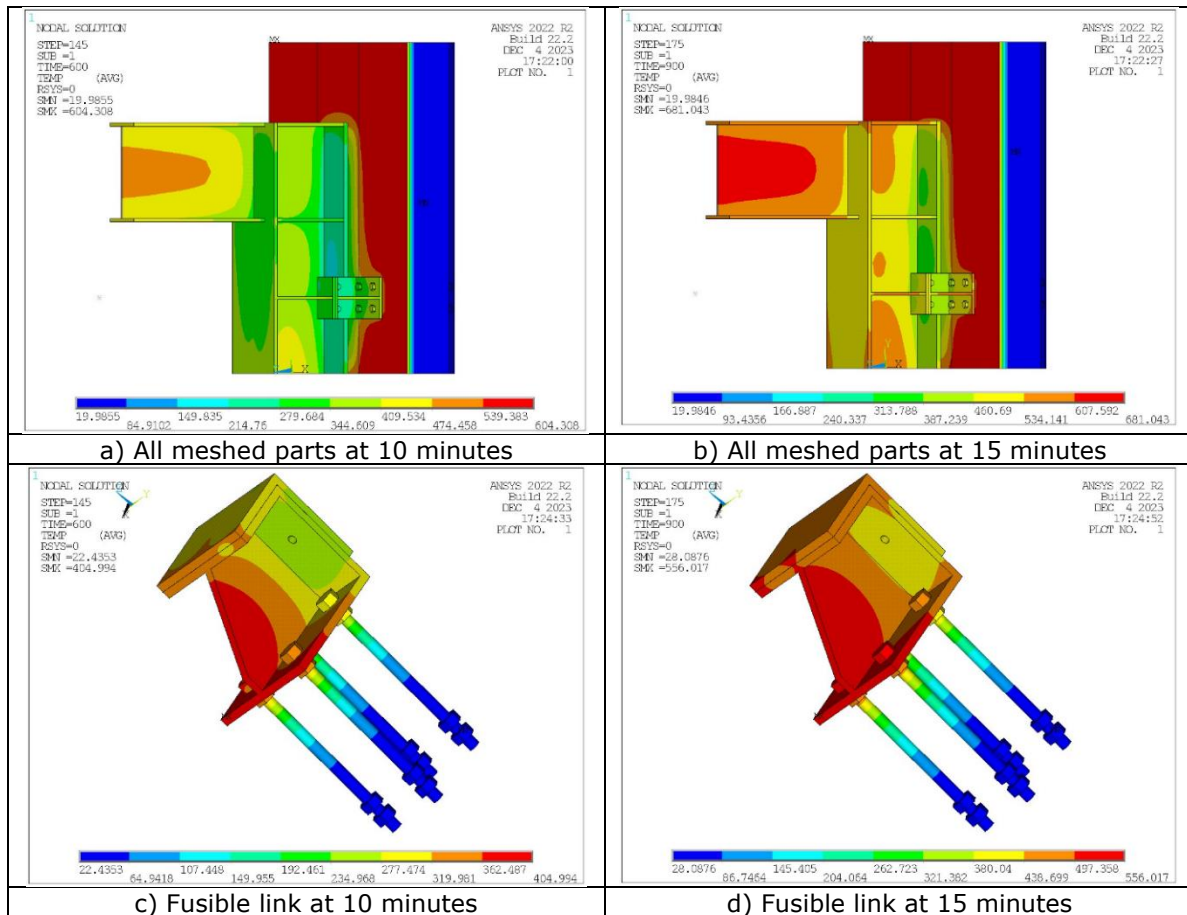 1
NODAL SOLUTION
STEP=145
SUB =1
TIME=600
TEMP (AVG)
RSYS=0
SMN =19.9855
SMX =604.308
ANSYS 2022 R2
Build 22.2
DEC 4 2023
17:22:00
PLOT NO. 1
MX
X
19.9855 149.835 279.684 409.534 539.383
84.9102 214.76 344.609 474.458 604.308
a) All meshed parts at 10 minutes
1
NODAL SOLUTION
STEP=175
SUB =1
TIME=900
TEMP (AVG)
RSYS=0
SMN =19.9846
SMX =681.043
ANSYS 2022 R2
Build 22.2
DEC 4 2023
17:22:27
PLOT NO. 1
MX
Y
X
19.9846 166.887 313.788 460.69 607.592
93.4356 240.337 387.239 534.141 681.043
b) All meshed parts at 15 minutes
1
NODAL SOLUTION
STEP=145
SUB =1
TIME=600
TEMP (AVG)
RSYS=0
SMN =22.4353
SMX =404.994
Y
X
ANSYS 2022 R2
Build 22.2
DEC 4 2023
17:24:33
PLOT NO. 1
22.4353 107.448 192.461 277.474 362.487
64.9418 149.955 234.968 319.981 404.994
c) Fusible link at 10 minutes
1
NODAL SOLUTION
STEP=175
SUB =1
TIME=900
TEMP (AVG)
RSYS=0
SMN =28.0876
SMX =556.017
Y
X
ANSYS 2022 R2
Build 22.2
DEC 4 2023
17:24:52
PLOT NO. 1
28.0876 145.405 262.723 380.04 497.358
86.7464 204.064 321.382 438.699 556.017
d) Fusible link at 15 minutes